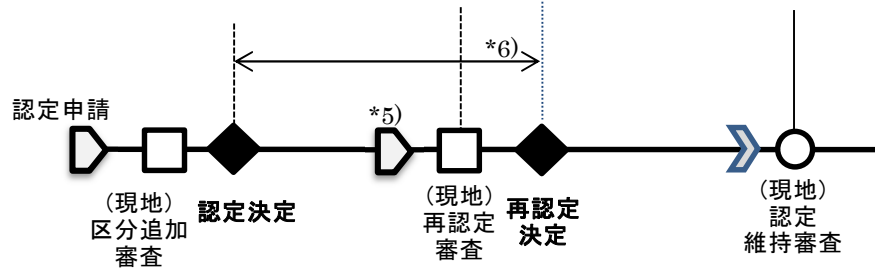 *6)
認定申請
*5)
(現地)
区分追加
審査
認定決定
(現地)
再認定
審査
再認定
決定
(現地)
認定
維持審査